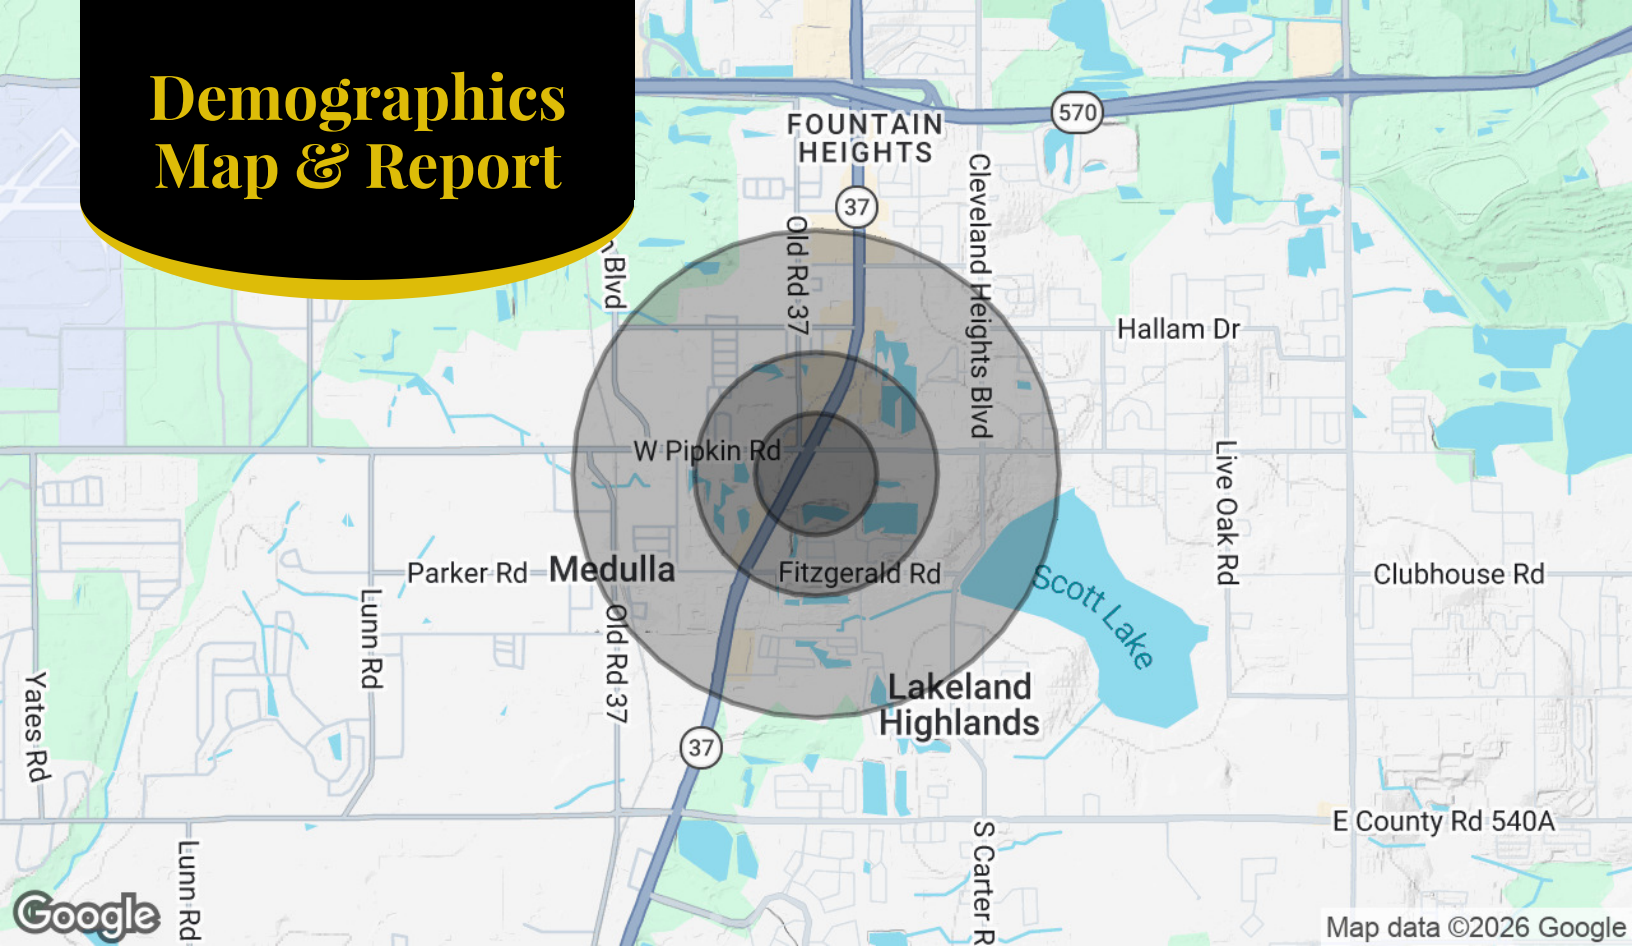 Demographics
Map & Report
570
FOUNTAIN
HEIGHTS
37
Cleveland Heights Blvd
Old Rd 37
Blvd
Hallam Dr
W Pipkin Rd
Live Oak Rd
Parker Rd
Medulla
Fitzgerald Rd
Scott Lake
Clubhouse Rd
Lunn Rd
Old Rd 37
Yates Rd
Lakeland
Highlands
37
E County Rd 540A
S Carter R
Lunn Rd
Google
Map data ©2026 Google